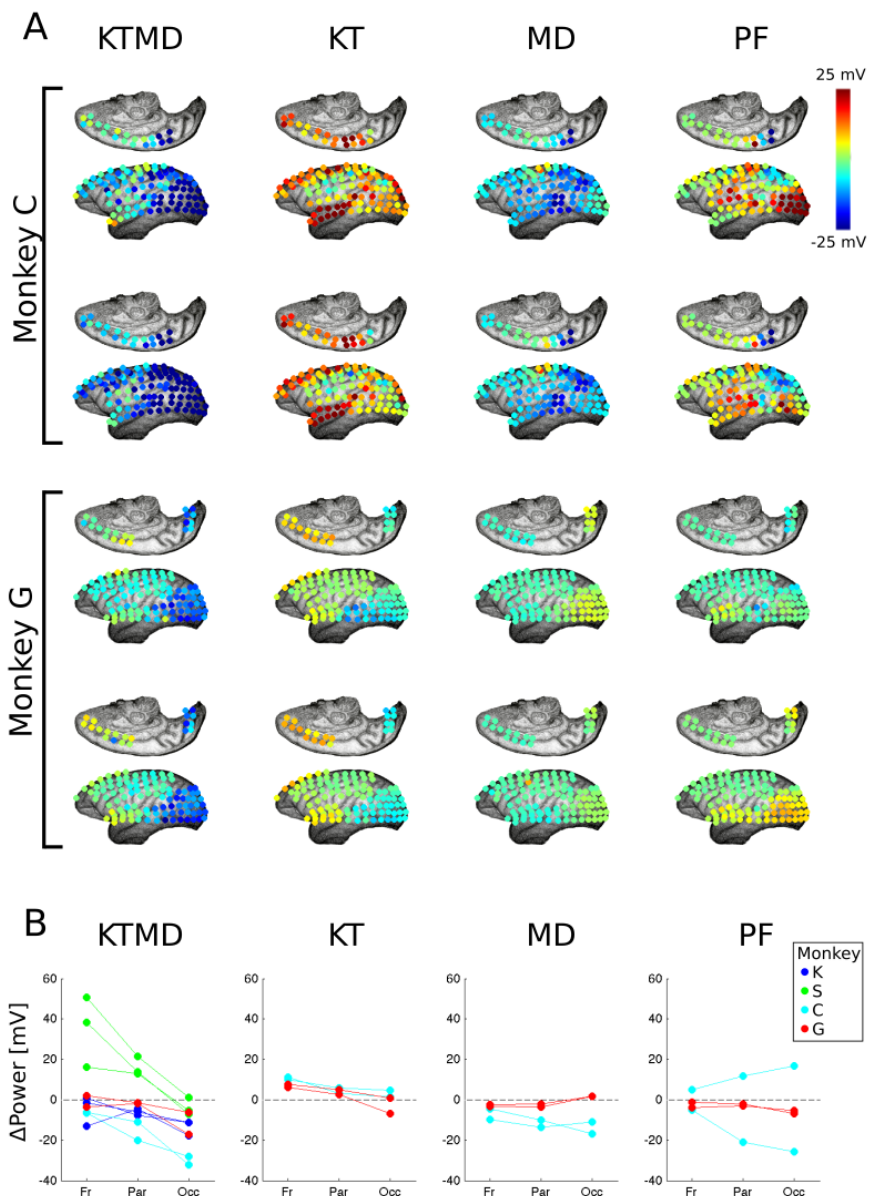 A
KTMD KT MD PF
25 mV
-25 mV
Monkey C
Monkey G
B
KTMD KT MD PF
Monkey
K
S
C
G
ΔPower [mV]
60 60 60 60
40 40 40 40
20 20 20 20
0 0 0 0
-20 -20 -20 -20
-40 -40 -40 -40
Fr Par Occ Fr Par Occ Fr Par Occ Fr Par Occ